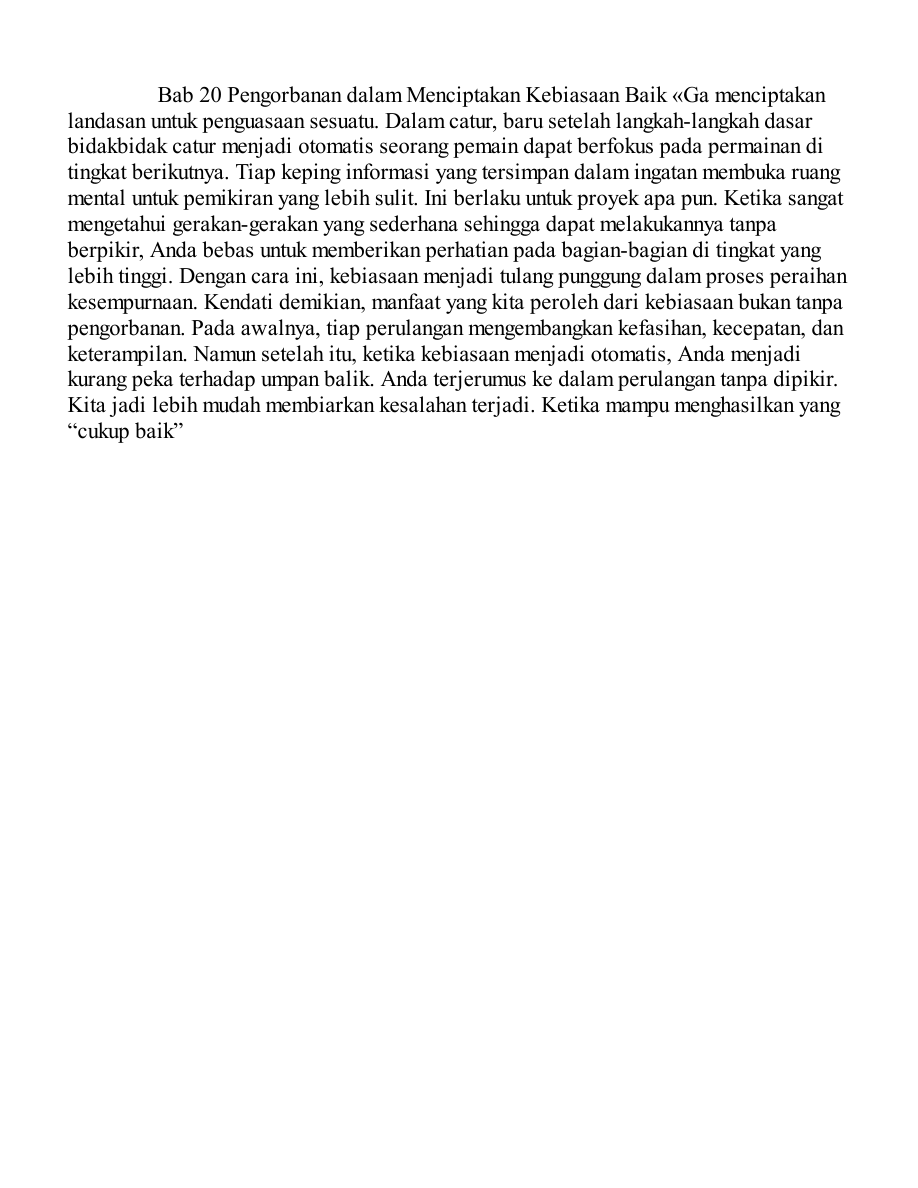 Bab 20 Pengorbanan dalam Menciptakan Kebiasaan Baik «Ga menciptakan
landasan untuk penguasaan sesuatu. Dalam catur, baru setelah langkah-langkah dasar
bidakbidak catur menjadi otomatis seorang pemain dapat berfokus pada permainan di
tingkat berikutnya. Tiap keping informasi yang tersimpan dalam ingatan membuka ruang
mental untuk pemikiran yang lebih sulit. Ini berlaku untuk proyek apa pun. Ketika sangat
mengetahui gerakan-gerakan yang sederhana sehingga dapat melakukannya tanpa
berpikir, Anda bebas untuk memberikan perhatian pada bagian-bagian di tingkat yang
lebih tinggi. Dengan cara ini, kebiasaan menjadi tulang punggung dalam proses peraihan
kesempurnaan. Kendati demikian, manfaat yang kita peroleh dari kebiasaan bukan tanpa
pengorbanan. Pada awalnya, tiap perulangan mengembangkan kefasihan, kecepatan, dan
keterampilan. Namun setelah itu, ketika kebiasaan menjadi otomatis, Anda menjadi
kurang peka terhadap umpan balik. Anda terjerumus ke dalam perulangan tanpa dipikir.
Kita jadi lebih mudah membiarkan kesalahan terjadi. Ketika mampu menghasilkan yang
“cukup baik”